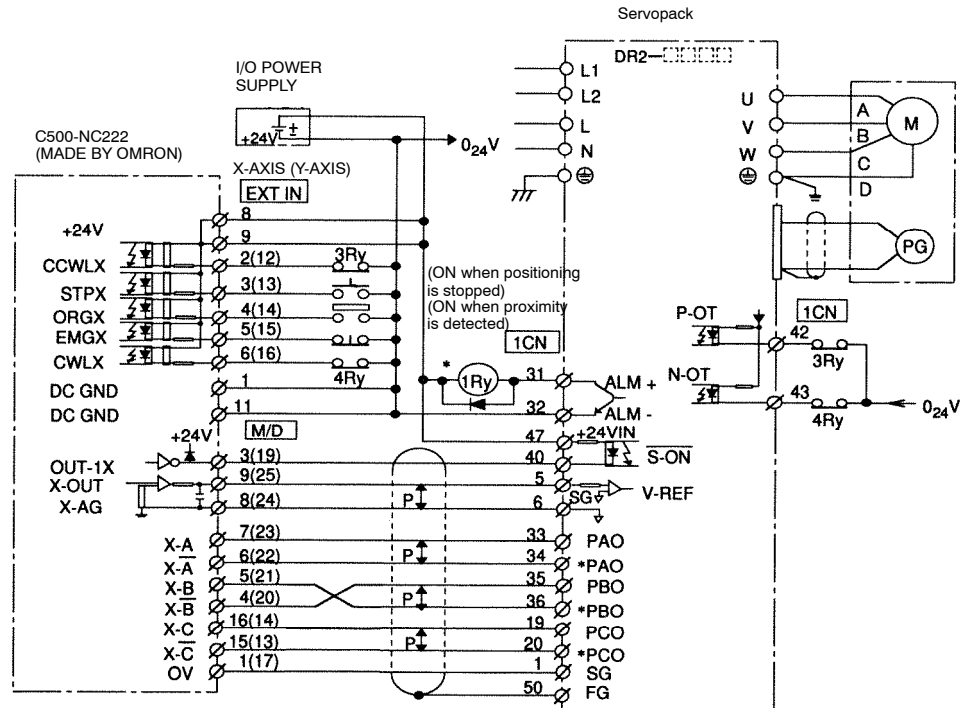 Servopack
DR2—
I/O POWER
SUPPLY
+24V ±
0₂₄V
C500-NC222
(MADE BY OMRON)
X-AXIS (Y-AXIS)
EXT IN
L1
L2
L
N
U
V
W
A
B
C
D
M
PG
+24V
8
9
CCWLX
2(12)
3Ry
STPX
3(13)
ORGX
4(14)
EMGX
5(15)
CWLX
6(16)
4Ry
DC GND
1
DC GND
11
(ON when positioning
is stopped)
(ON when proximity
is detected)
1CN
* 1Ry
31
ALM +
32
ALM -
P-OT
1CN
42
3Ry
N-OT
43
4Ry
0₂₄V
M/D
+24V
47
+24VIN
OUT-1X
3(19)
40
S-ON
X-OUT
9(25)
5
SG
V-REF
X-AG
8(24)
P
6
X-A
7(23)
33
PAO
X-A
6(22)
P
34
*PAO
X-B
5(21)
35
PBO
X-B
4(20)
P
36
*PBO
X-C
16(14)
19
PCO
X-C
15(13)
P
20
*PCO
OV
1(17)
1
SG
50
FG